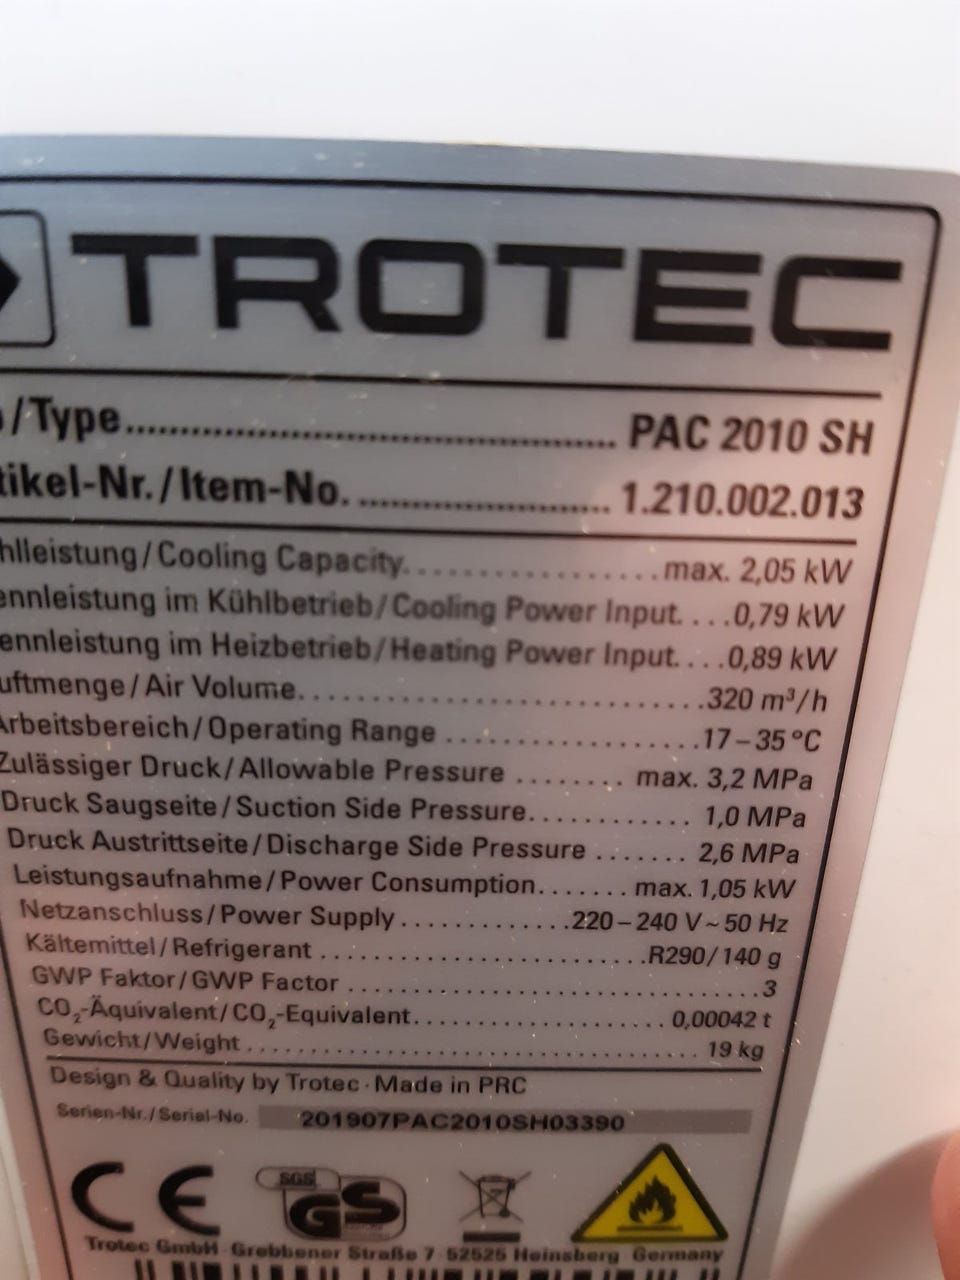 TROTEC
/Type.......................................................... PAC 2010 SH
tikel-Nr./Item-No. .............................. 1.210.002.013
hlleistung/Cooling Capacity................... max. 2,05 kW
ennleistung im Kühlbetrieb/Cooling Power Input....0,79 kW
ennleistung im Heizbetrieb/Heating Power Input....0,89 kW
uftmenge/Air Volume..............................320 m³/h
Arbeitsbereich/Operating Range ....................17–35 °C
Zulässiger Druck/Allowable Pressure ........ max. 3,2 MPa
Druck Saugseite/Suction Side Pressure............ 1,0 MPa
Druck Austrittseite/Discharge Side Pressure ....... 2,6 MPa
Leistungsaufnahme/Power Consumption....... max. 1,05 kW
Netzanschluss/Power Supply .............220–240 V ~ 50 Hz
Kältemittel/Refrigerant ..........................R290/140 g
GWP Faktor/GWP Factor .................................3
CO₂-Äquivalent/CO₂-Equivalent.................... 0,00042 t
Gewicht/Weight ................................... 19 kg
Design & Quality by Trotec · Made in PRC
Serien-Nr./Serial-No. 201907PAC2010SH03390
CE SGS GS
Trotec GmbH · Grebbener Straße 7 · 52525 Heinsberg · Germany